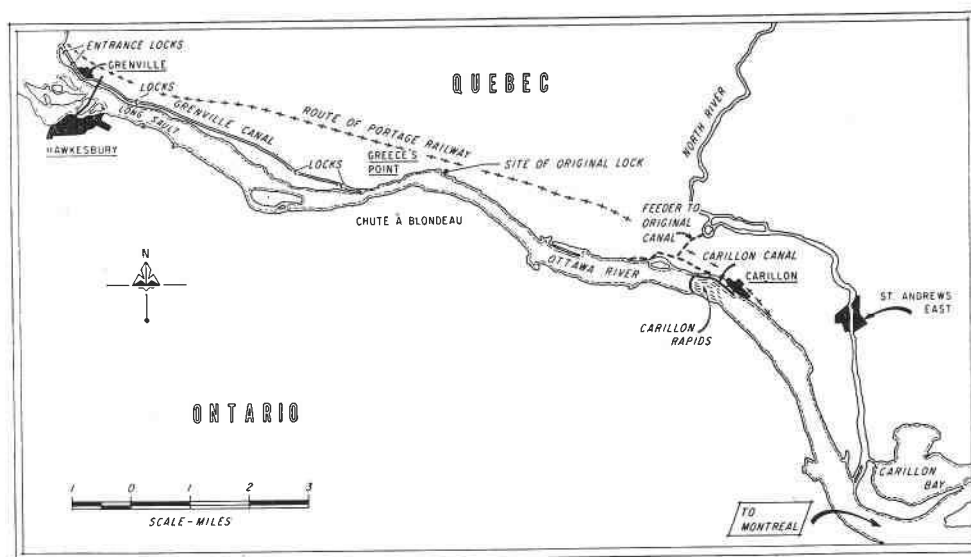 ENTRANCE LOCKS
GRENVILLE
QUEBEC
LOCKS
LONG SAULT
GRENVILLE CANAL
ROUTE OF PORTAGE RAILWAY
HAWKESBURY
NORTH RIVER
LOCKS
GREECE'S
POINT
SITE OF ORIGINAL LOCK
CHUTE À BLONDEAU
FEEDER TO
ORIGINAL
CANAL
CARILLON CANAL
CARILLON
OTTAWA RIVER
N
ST. ANDREWS
EAST
CARILLON
RAPIDS
ONTARIO
CARILLON
BAY
1 0 1 2 3
SCALE-MILES
TO
MONTREAL